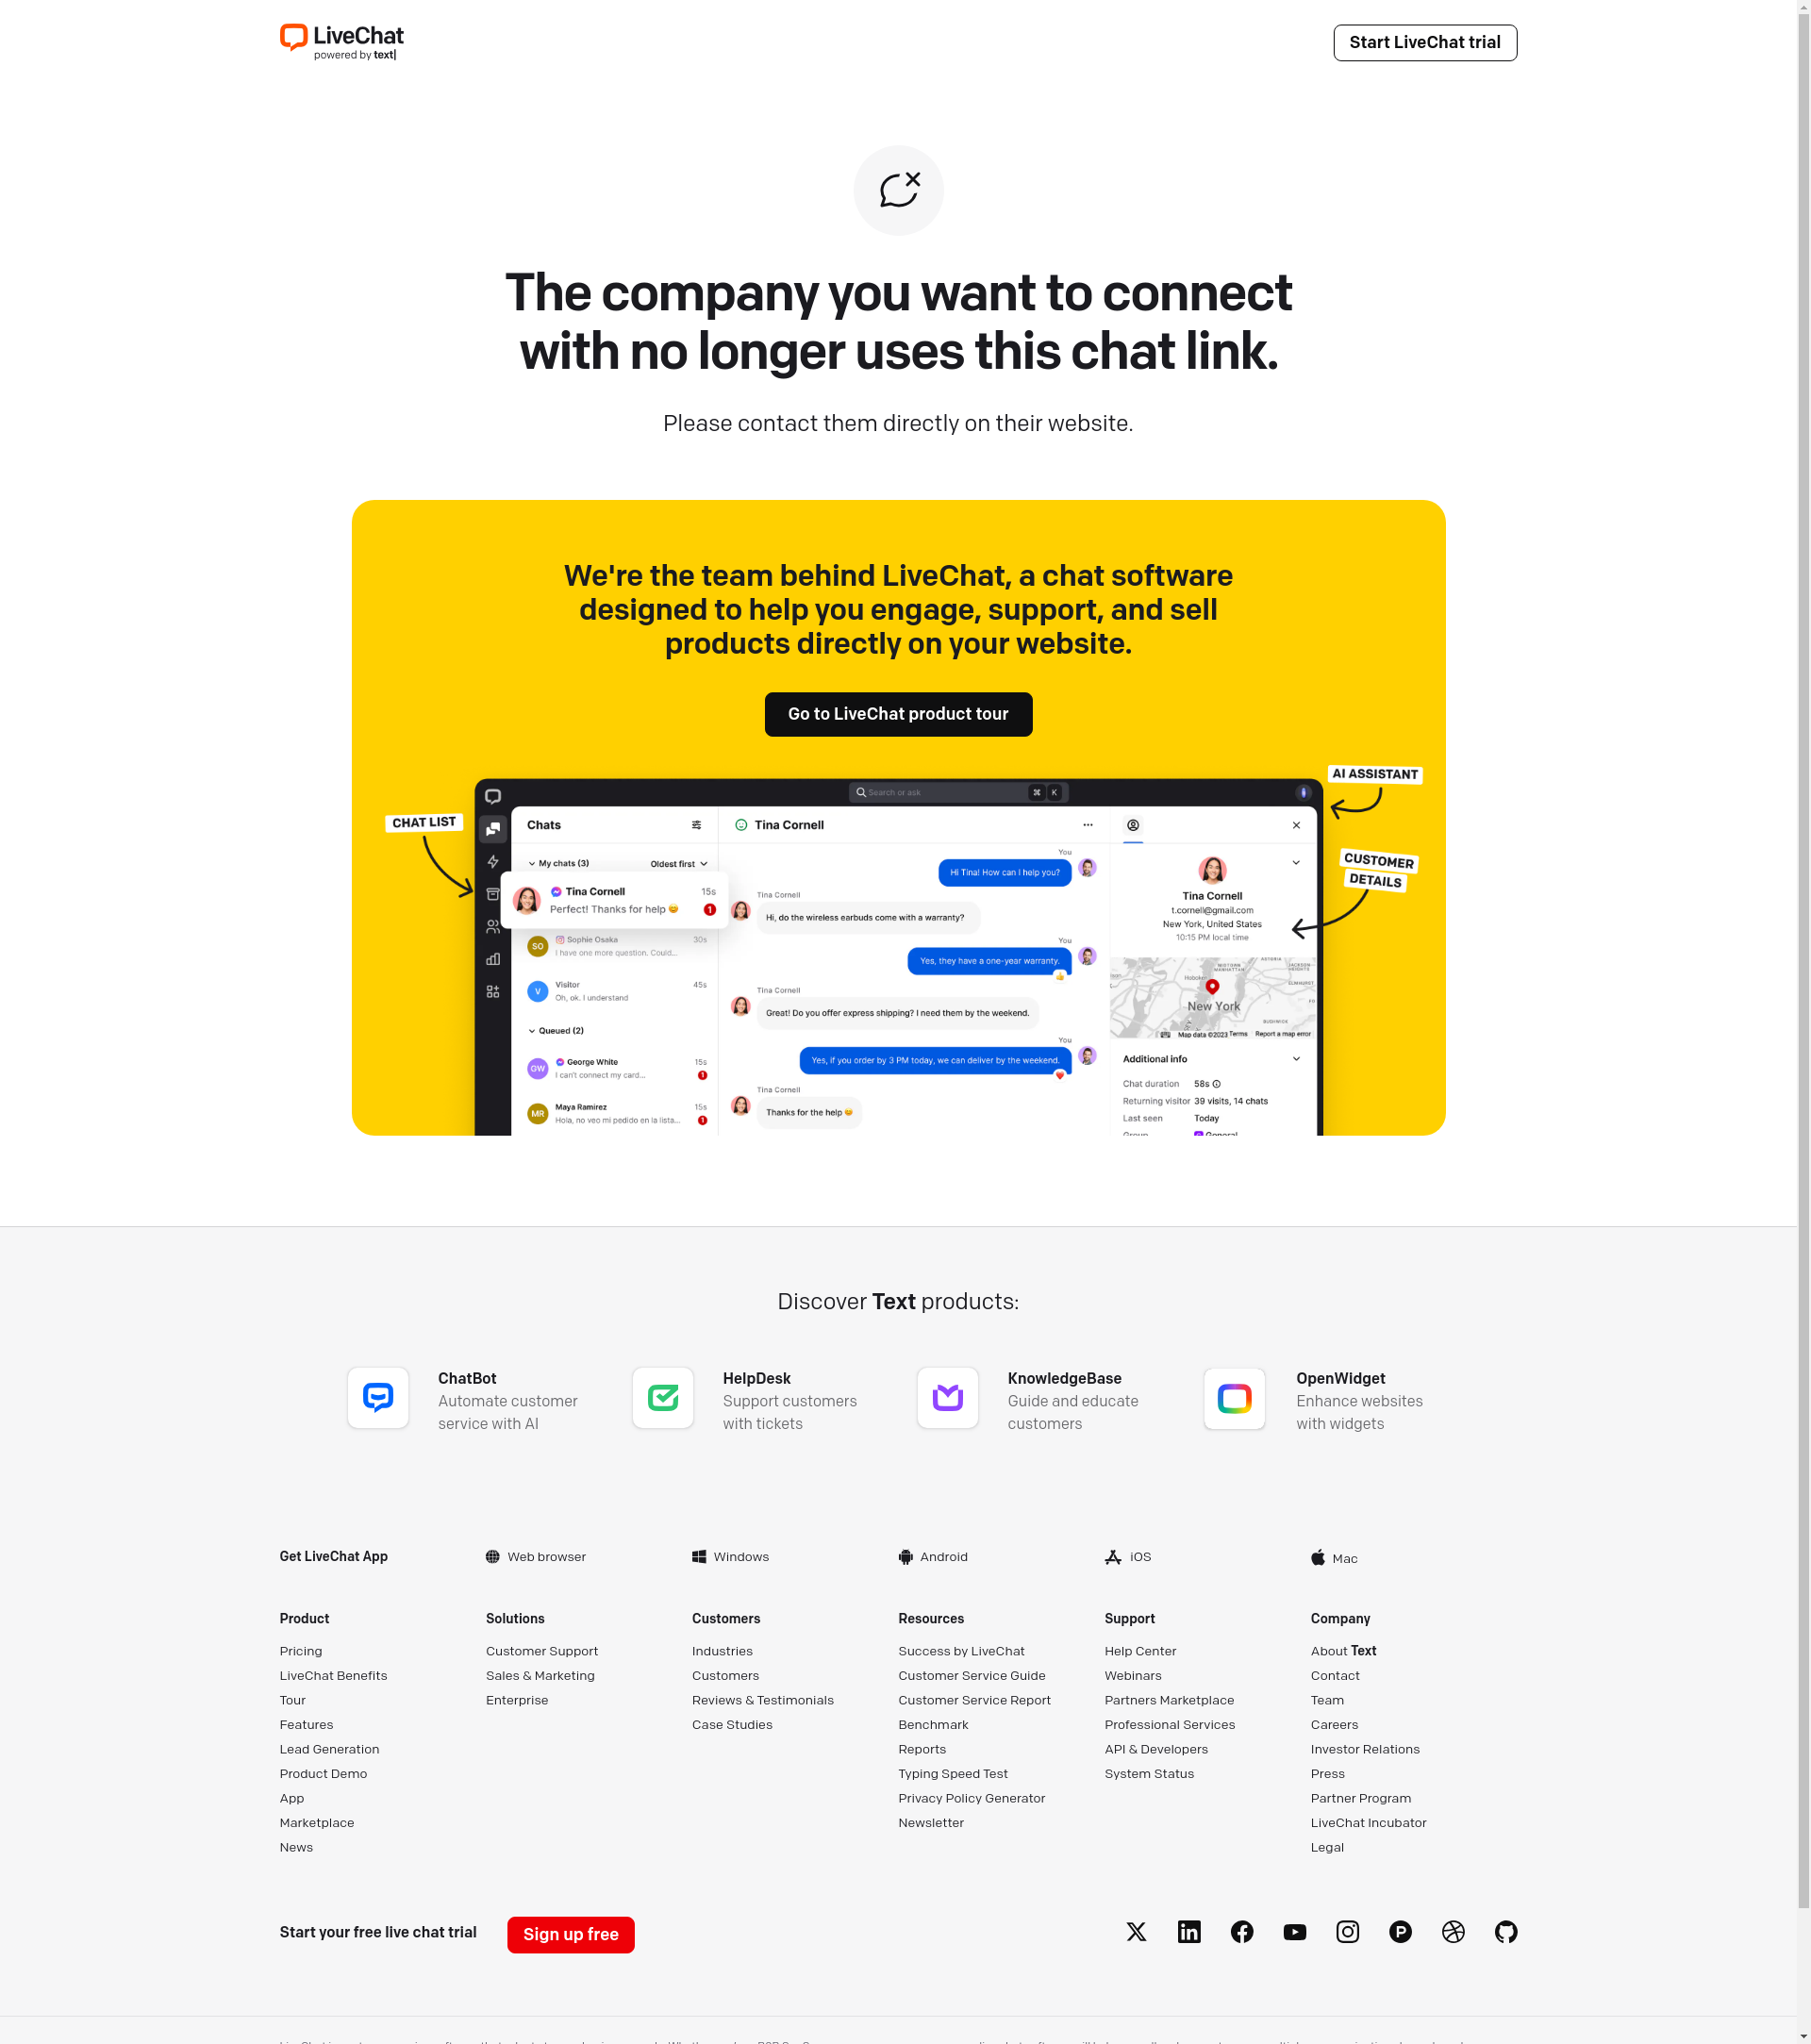 LiveChat
powered by text|
Start LiveChat trial
The company you want to connect
with no longer uses this chat link.
Please contact them directly on their website.
We're the team behind LiveChat, a chat software
designed to help you engage, support, and sell
products directly on your website.
Go to LiveChat product tour
AI ASSISTANT
CHAT LIST
CUSTOMER
DETAILS
Search or ask
⌘ K
Chats
My chats (3) Oldest first
Tina Cornell 15s
Perfect! Thanks for help 😊 1
SO Sophie Osaka 30s
I have one more question. Could...
V Visitor 45s
Oh, ok. I understand
Queued (2)
GW George White 15s
I can't connect my card... 1
MR Maya Ramirez 15s
Hola, no veo mi pedido en la lista... 1
Tina Cornell
You
Hi Tina! How can I help you?
Tina Cornell
Hi, do the wireless earbuds come with a warranty?
You
Yes, they have a one-year warranty.
Tina Cornell
Great! Do you offer express shipping? I need them by the weekend.
You
Yes, if you order by 3 PM today, we can deliver by the weekend.
Tina Cornell
Thanks for the help 😊
Tina Cornell
t.cornell@gmail.com
New York, United States
10:15 PM local time
MIDTOWN
MANHATTAN
ASTORIA
JACKSON
HEIGHTS
Hoboken
ELMHURST
New York
BUSHWICK
Map data ©2023 Terms Report a map error
Additional info
Chat duration 58s
Returning visitor 39 visits, 14 chats
Last seen Today
Group General
Discover Text products:
ChatBot
Automate customer
service with AI
HelpDesk
Support customers
with tickets
KnowledgeBase
Guide and educate
customers
OpenWidget
Enhance websites
with widgets
Get LiveChat App
Web browser
Windows
Android
iOS
Mac
Product
Pricing
LiveChat Benefits
Tour
Features
Lead Generation
Product Demo
App
Marketplace
News
Solutions
Customer Support
Sales & Marketing
Enterprise
Customers
Industries
Customers
Reviews & Testimonials
Case Studies
Resources
Success by LiveChat
Customer Service Guide
Customer Service Report
Benchmark
Reports
Typing Speed Test
Privacy Policy Generator
Newsletter
Support
Help Center
Webinars
Partners Marketplace
Professional Services
API & Developers
System Status
Company
About Text
Contact
Team
Careers
Investor Relations
Press
Partner Program
LiveChat Incubator
Legal
Start your free live chat trial
Sign up free